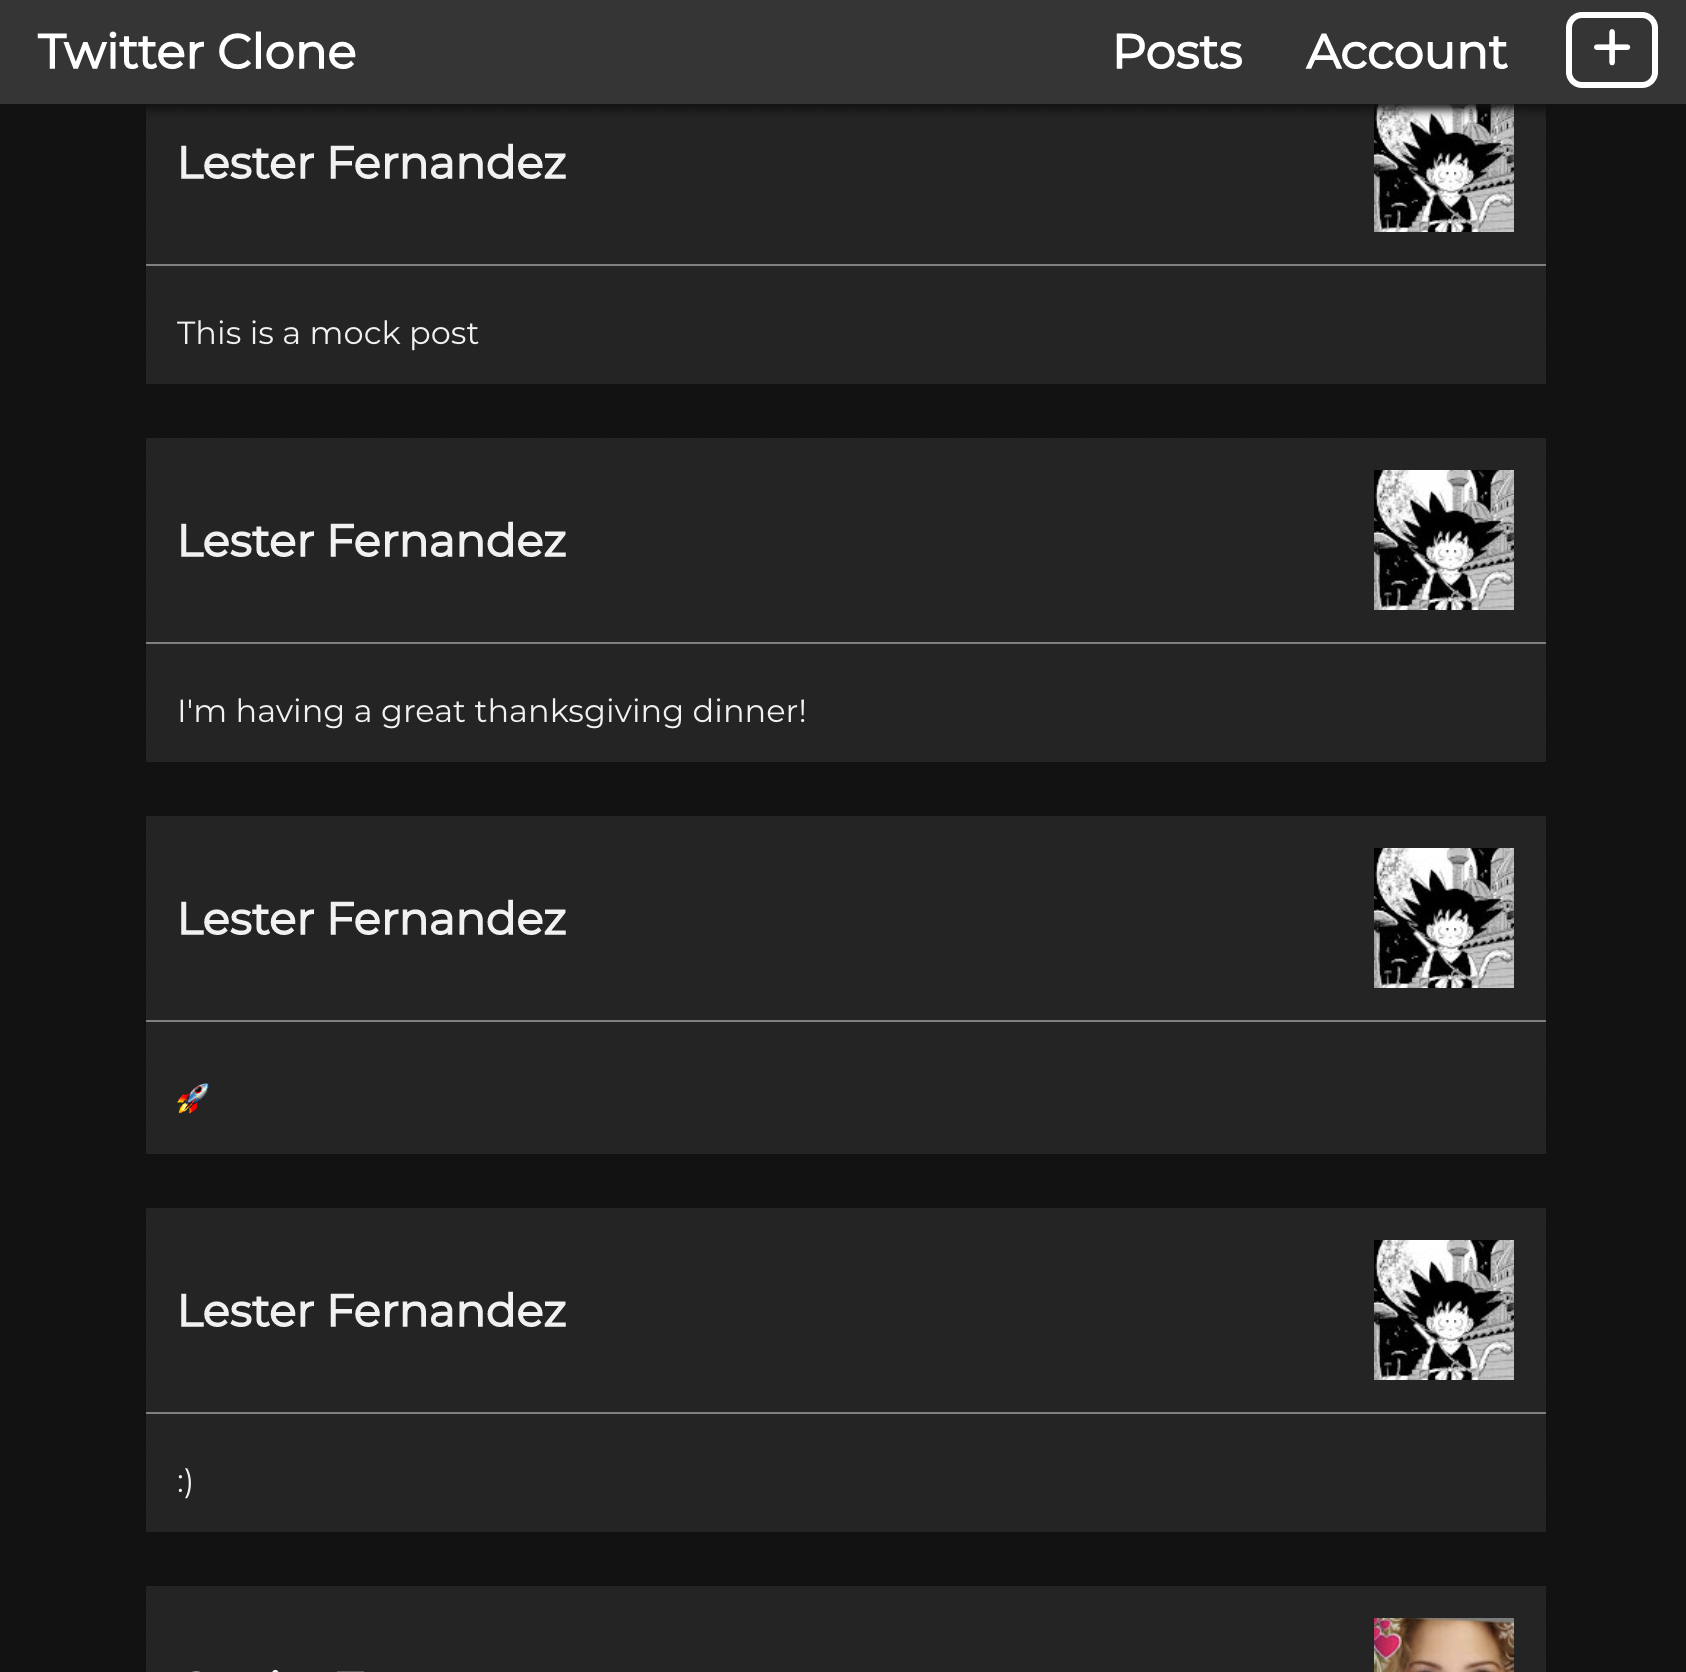 Twitter Clone
Posts
Account
+
Lester Fernandez
This is a mock post
Lester Fernandez
I'm having a great thanksgiving dinner!
Lester Fernandez
🚀
Lester Fernandez
:)